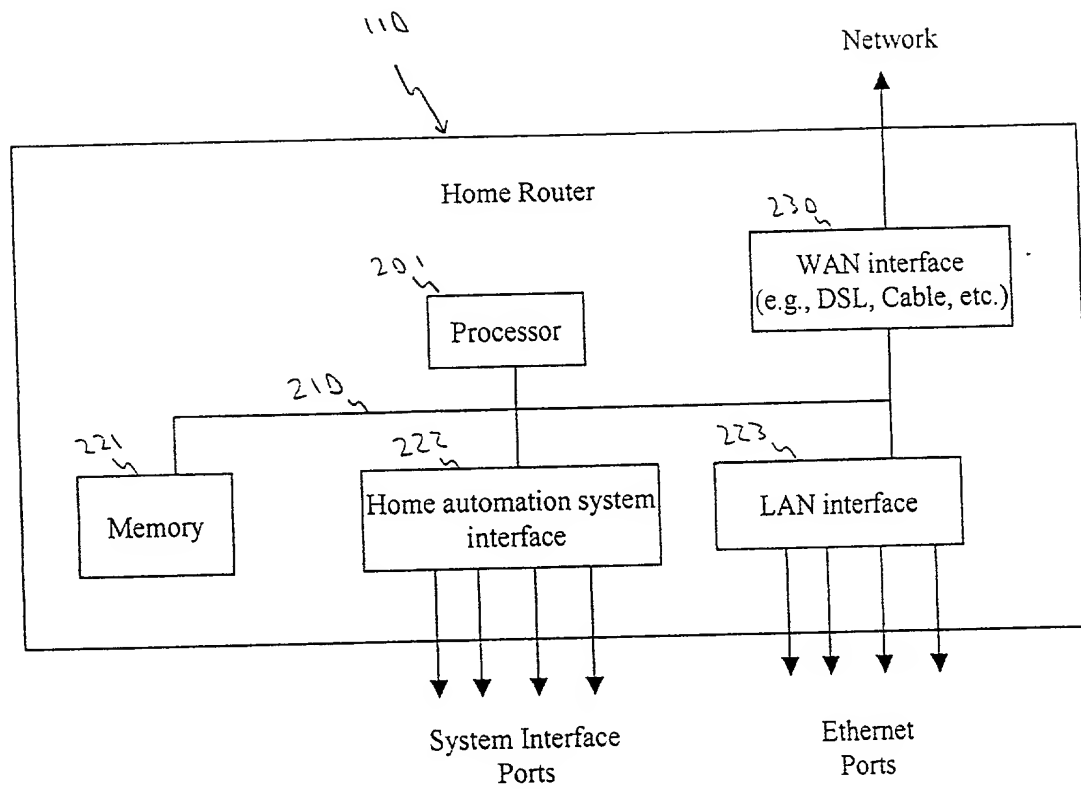 110
Network
Home Router
230
WAN interface
(e.g., DSL, Cable, etc.)
201
Processor
210
221
Memory
222
Home automation system
interface
223
LAN interface
System Interface
Ports
Ethernet
Ports